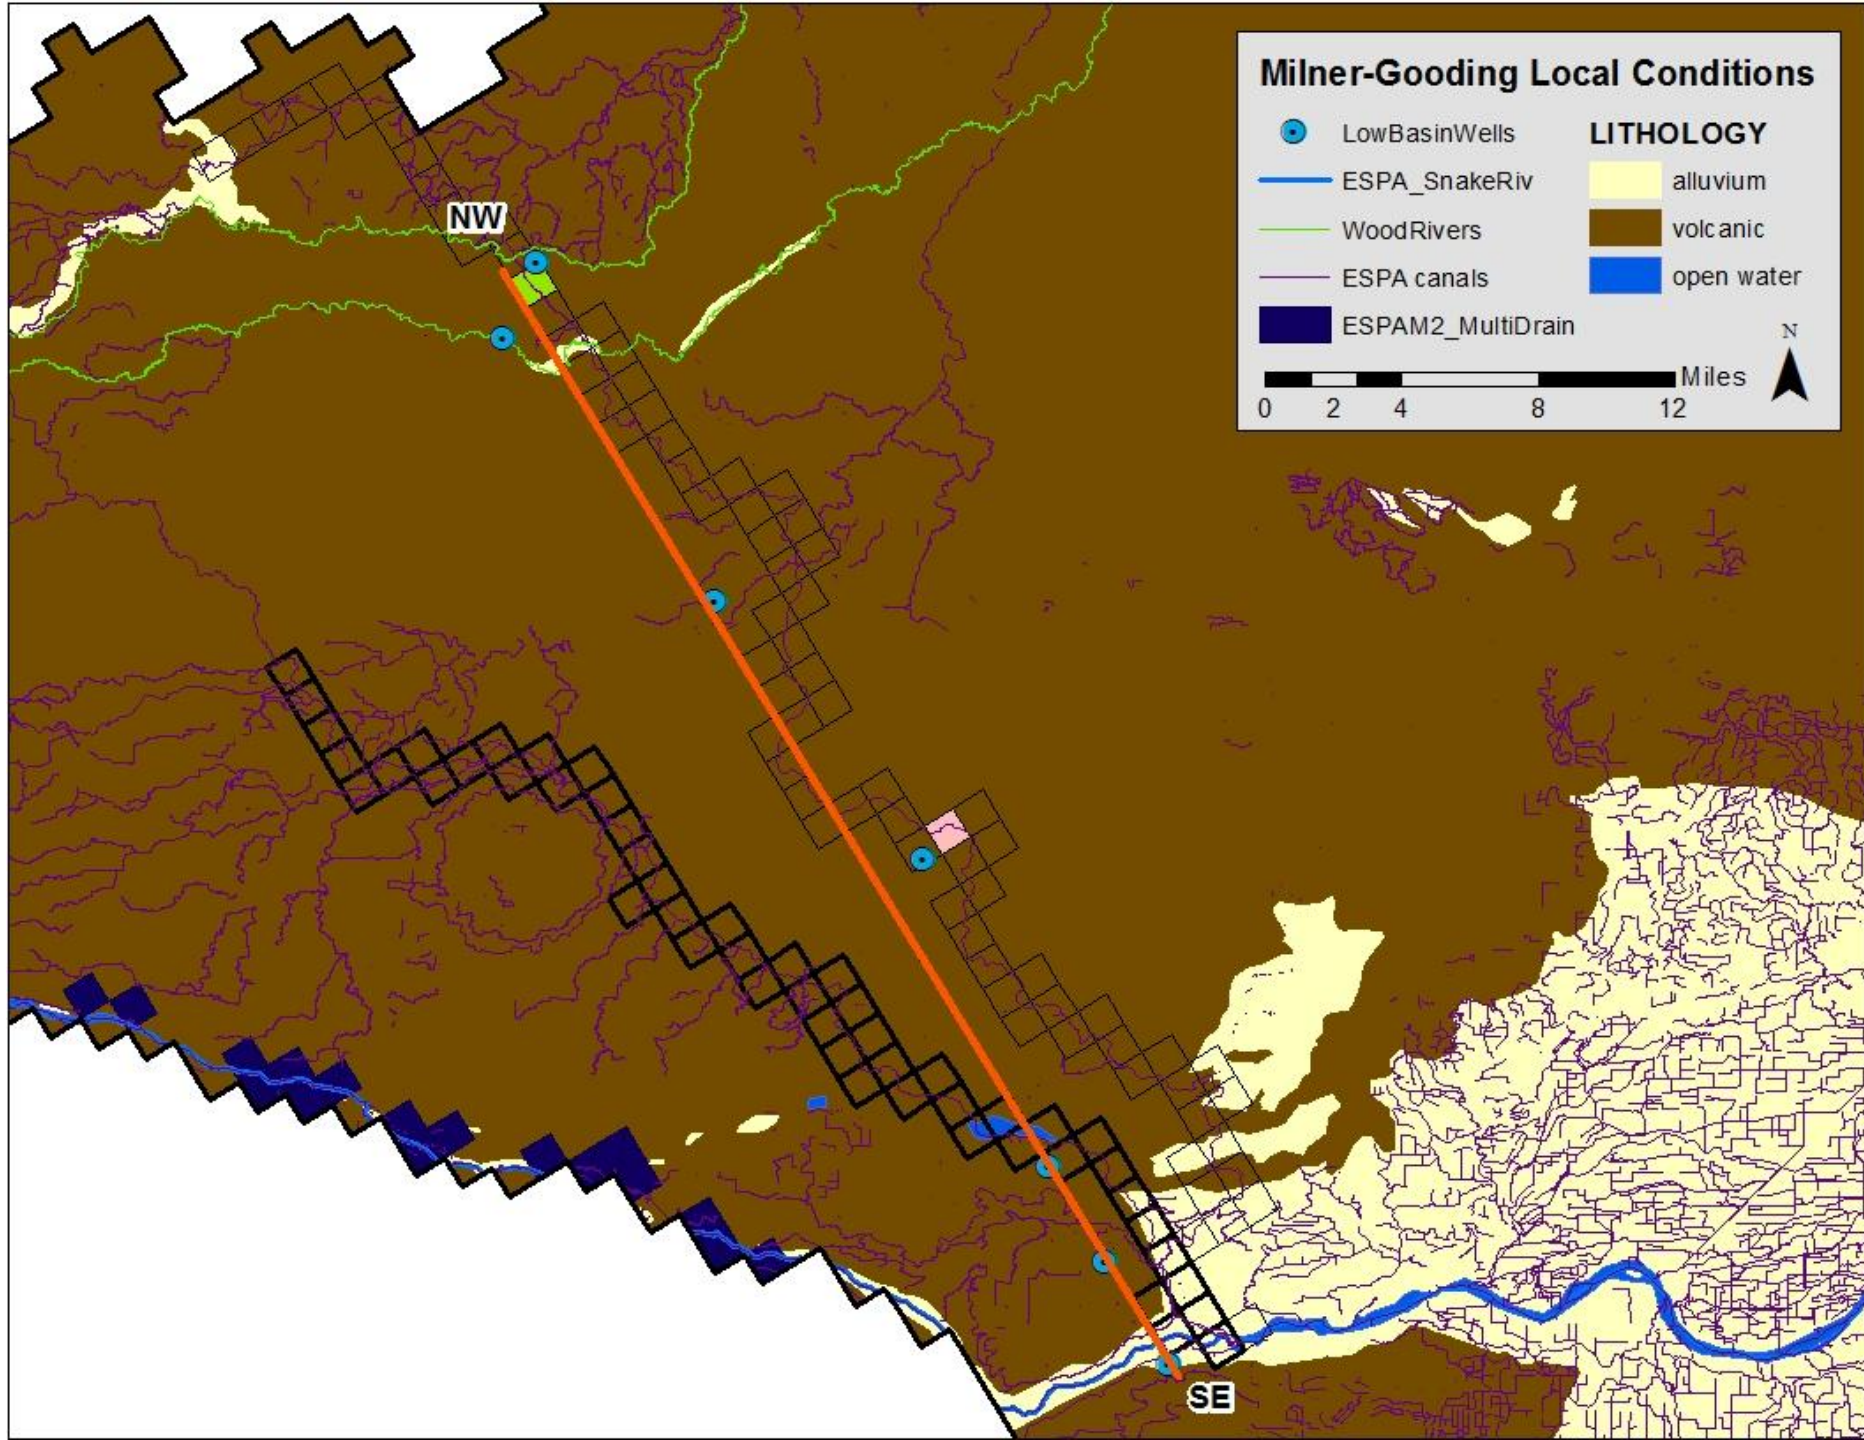 Milner-Gooding Local Conditions
LowBasinWells
LITHOLOGY
ESPA_SnakeRiv
alluvium
WoodRivers
volcanic
ESPA canals
open water
ESPAM2_MultiDrain
N
Miles
0 2 4 8 12
NW
SE